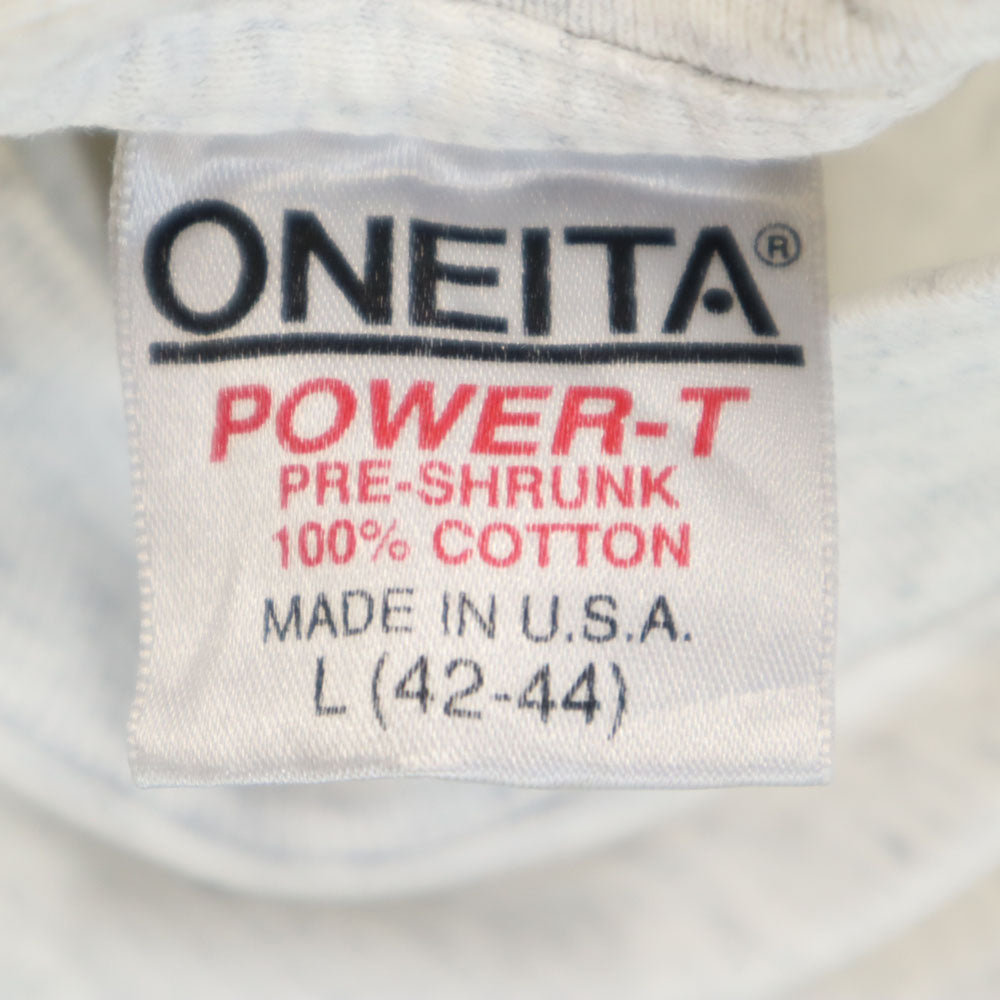 ONEITA®
POWER-T
PRE-SHRUNK
100% COTTON
MADE IN U.S.A.
L (42-44)